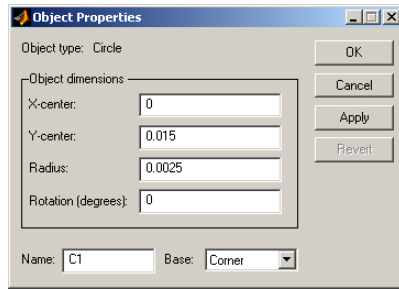 Object Properties
Object type: Circle
OK
Object dimensions
Cancel
X-center: 0
Apply
Y-center: 0.015
Revert
Radius: 0.0025
Rotation (degrees): 0
Name: C1 Base: Corner